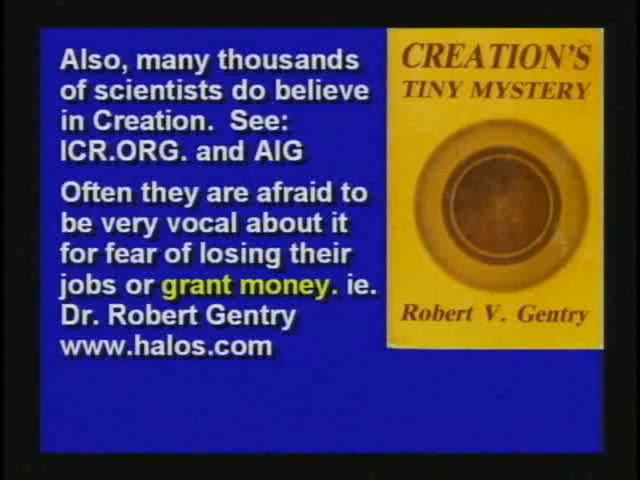 Also, many thousands
of scientists do believe
in Creation.  See:
ICR.ORG. and AIG
Often they are afraid to
be very vocal about it
for fear of losing their
jobs or grant money. ie.
Dr. Robert Gentry
www.halos.com
CREATION'S
TINY MYSTERY
Robert V. Gentry